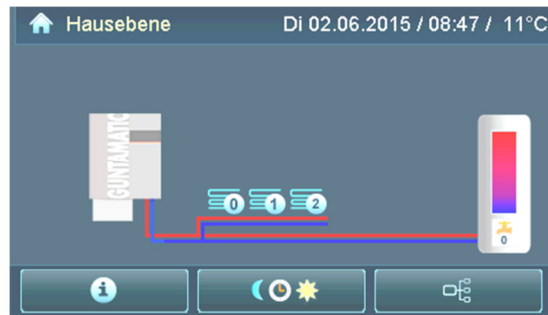 Hausebene Di 02.06.2015 / 08:47 / 11°C
GUNTAMATIC
0 1 2
0
i